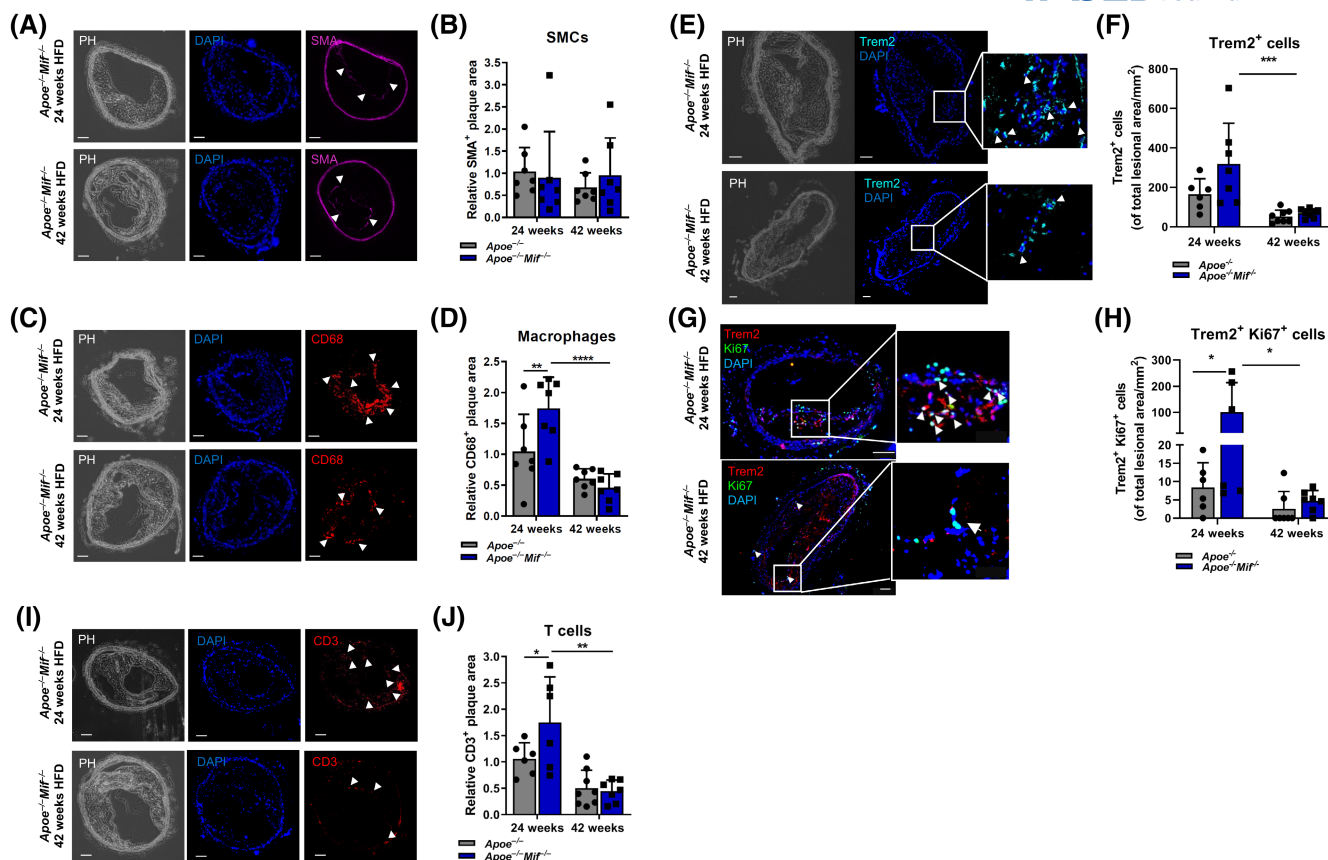 (A)
Apoe–/–Mif–/–
24 weeks HFD
PH
DAPI
SMA
Apoe–/–Mif–/–
42 weeks HFD
PH
DAPI
SMA
(B)
SMCs
Relative SMA+ plaque area
3.5
3.0
2.5
2.0
1.5
1.0
0.5
0.0
24 weeks
42 weeks
Apoe–/–
Apoe–/–Mif–/–
(C)
Apoe–/–Mif–/–
24 weeks HFD
PH
DAPI
CD68
Apoe–/–Mif–/–
42 weeks HFD
PH
DAPI
CD68
(D)
Macrophages
Relative CD68+ plaque area
2.5
2.0
1.5
1.0
0.5
0.0
**
****
24 weeks
42 weeks
Apoe–/–
Apoe–/–Mif–/–
(E)
Apoe–/–Mif–/–
24 weeks HFD
PH
Trem2
DAPI
Apoe–/–Mif–/–
42 weeks HFD
PH
Trem2
DAPI
(F)
Trem2+ cells
Trem2+ cells
(of total lesional area/mm2)
800
600
400
200
0
***
24 weeks
42 weeks
Apoe-/-
Apoe-/-Mif-/-
(G)
Apoe–/–Mif–/–
24 weeks HFD
Trem2
Ki67
DAPI
Apoe–/–Mif–/–
42 weeks HFD
Trem2
Ki67
DAPI
(H)
Trem2+ Ki67+ cells
Trem2+ Ki67+ cells
(of total lesional area/mm2)
300
200
100
20
15
10
5
0
*
*
24 weeks
42 weeks
Apoe-/-
Apoe-/-Mif-/-
(I)
Apoe–/–Mif–/–
24 weeks HFD
PH
DAPI
CD3
Apoe–/–Mif–/–
42 weeks HFD
PH
DAPI
CD3
(J)
T cells
Relative CD3+ plaque area
3.0
2.5
2.0
1.5
1.0
0.5
0.0
*
**
24 weeks
42 weeks
Apoe–/–
Apoe–/–Mif–/–